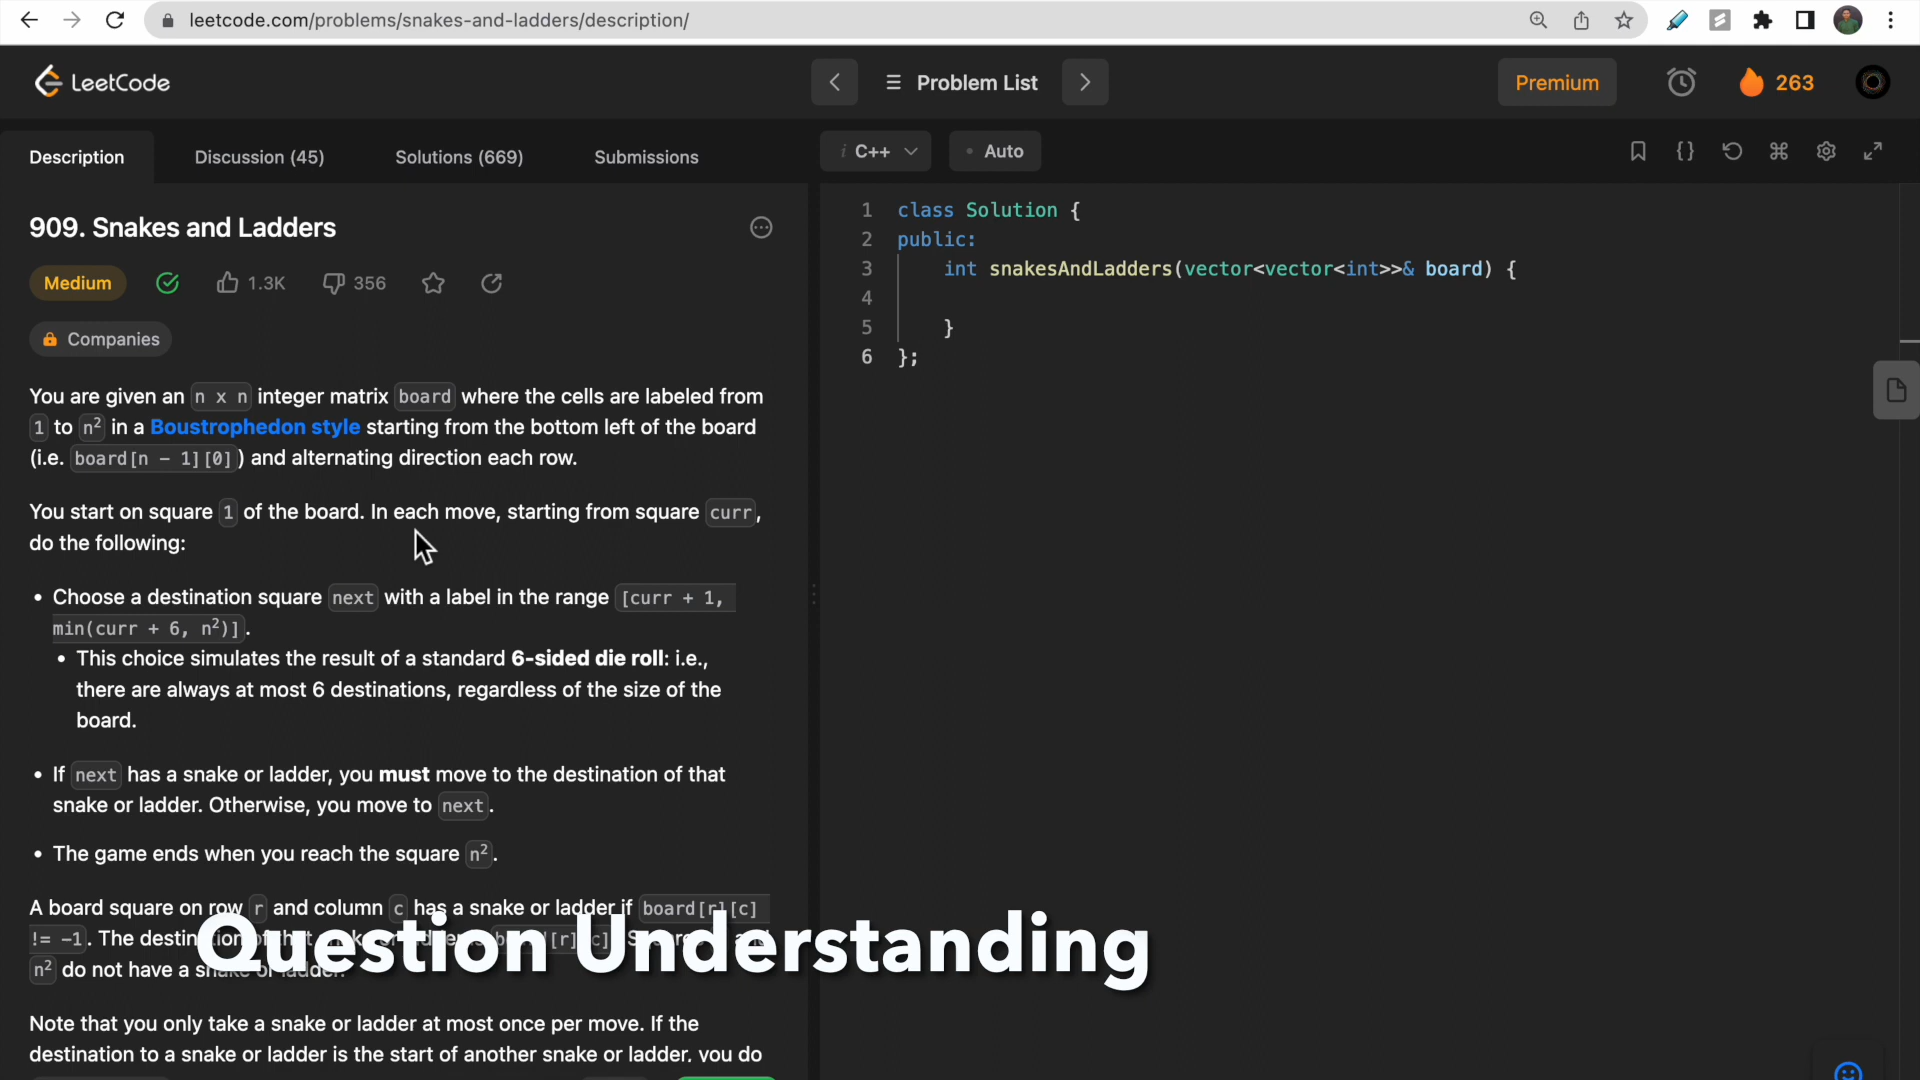 leetcode.com/problems/snakes-and-ladders/description/
LeetCode
Problem List
Premium
263
Description
Discussion (45)
Solutions (669)
Submissions
i C++
Auto
909. Snakes and Ladders
Medium
1.3K
356
Companies
You are given an n x n integer matrix board where the cells are labeled from
1 to n² in a Boustrophedon style starting from the bottom left of the board
(i.e. board[n - 1][0]) and alternating direction each row.
You start on square 1 of the board. In each move, starting from square curr,
do the following:
• Choose a destination square next with a label in the range [curr + 1,
min(curr + 6, n²)].
• This choice simulates the result of a standard 6-sided die roll: i.e.,
there are always at most 6 destinations, regardless of the size of the
board.
• If next has a snake or ladder, you must move to the destination of that
snake or ladder. Otherwise, you move to next.
• The game ends when you reach the square n².
A board square on row r and column c has a snake or ladder if board[r][c]
!= -1. The
n² do not have a
Question Understanding
Note that you only take a snake or ladder at most once per move. If the
destination to a snake or ladder is the start of another snake or ladder, you do
1 class Solution {
2 public:
3 int snakesAndLadders(vector<vector<int>>& board) {
4
5 }
6 };